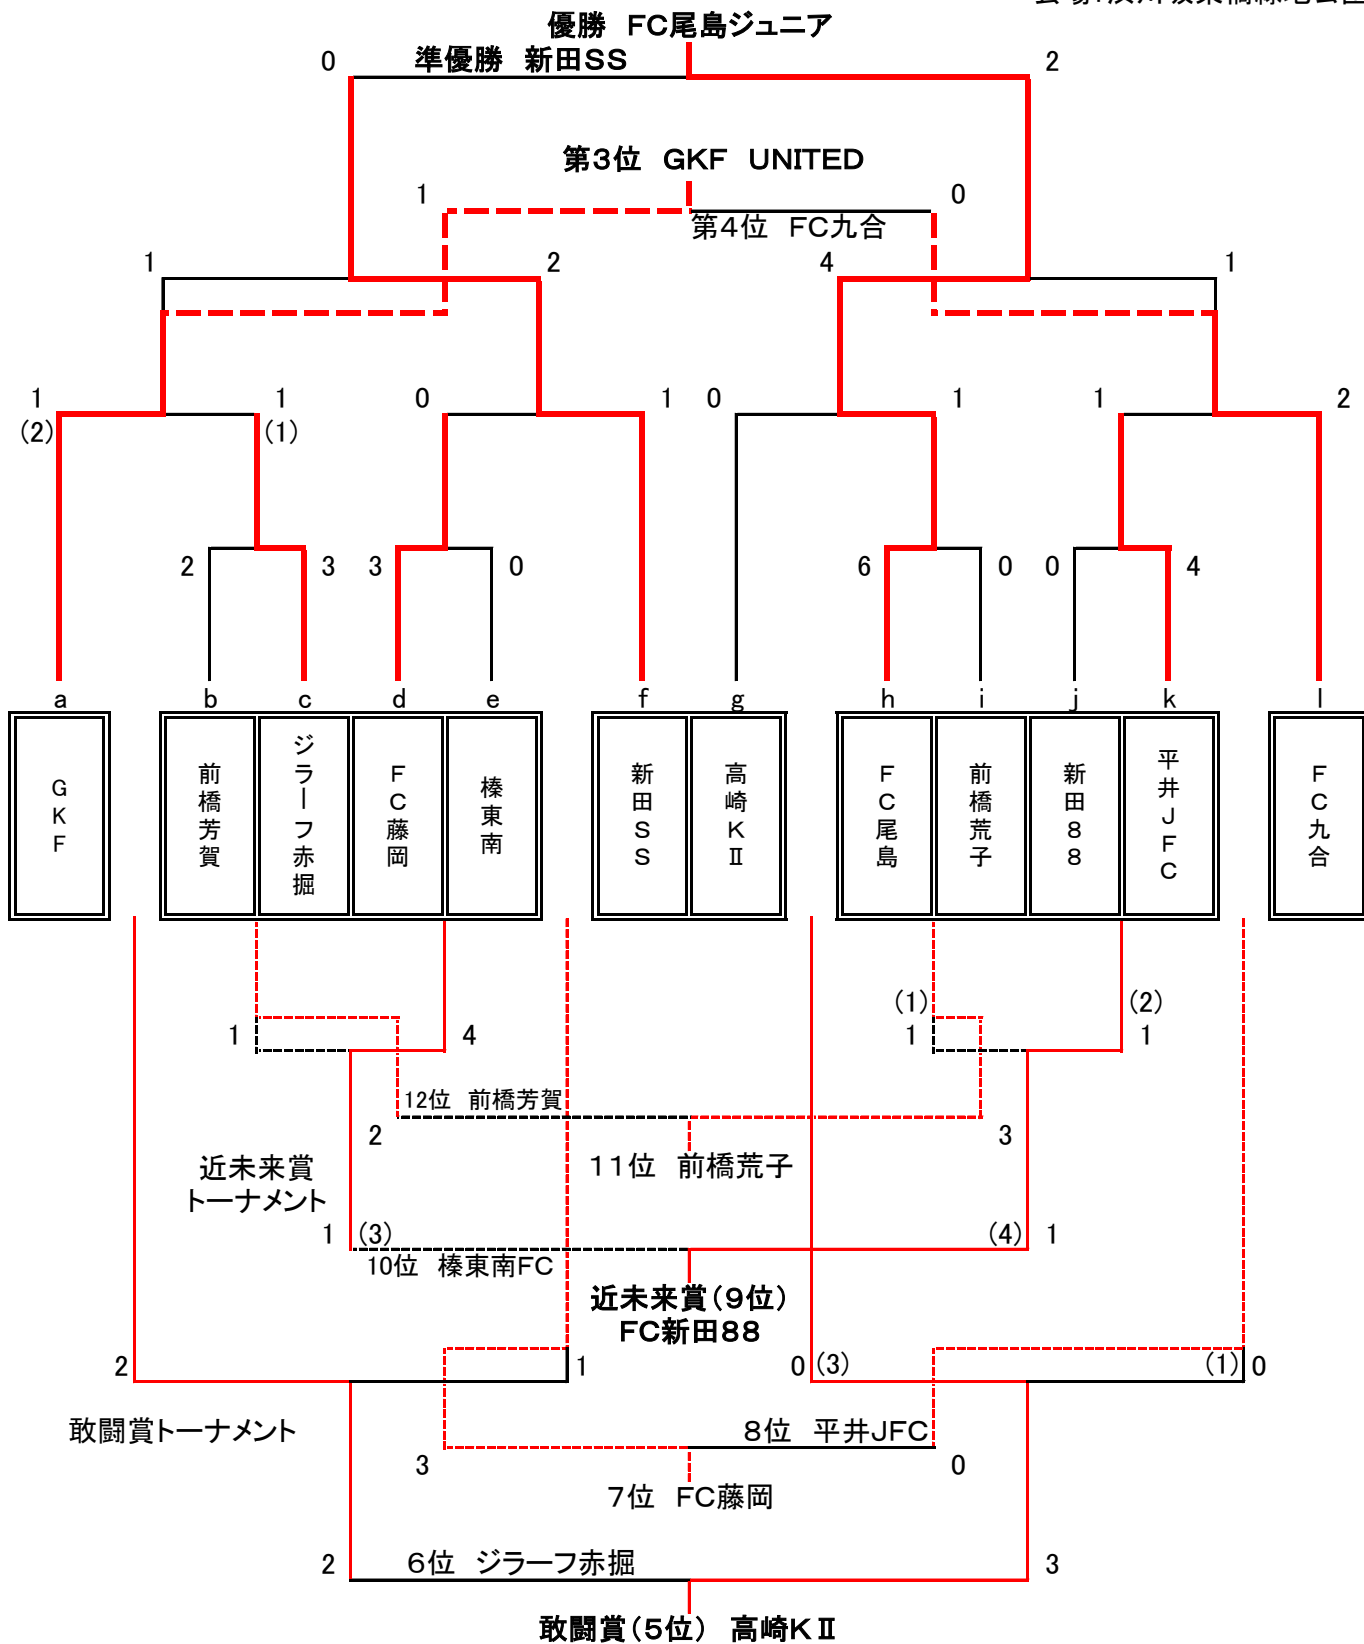 優勝 FC尾島ジュニア
0 準優勝 新田SS 2
第3位 GKF UNITED
1 0
第4位 FC九合
1 2 4 1
1 1 0 1 0 1 1 2
(2) (1)
2 3 3 0 6 0 0 4
a b c d e f g h i j k l
GKF
前橋芳賀
ジラーフ赤掘
FC藤岡
榛東南
新田SS
高崎KⅡ
FC尾島
前橋荒子
新田88
平井JFC
FC九合
(1) (2)
1 4 1 1
12位 前橋芳賀
2 3
11位 前橋荒子
近未来賞
トーナメント
1 (3) (4) 1
10位 榛東南FC
近未来賞(9位)
FC新田88
2 1 0 (3) (1) 0
敢闘賞トーナメント
8位 平井JFC
3 0
7位 FC藤岡
2 6位 ジラーフ赤掘 3
敢闘賞(5位) 高崎KⅡ